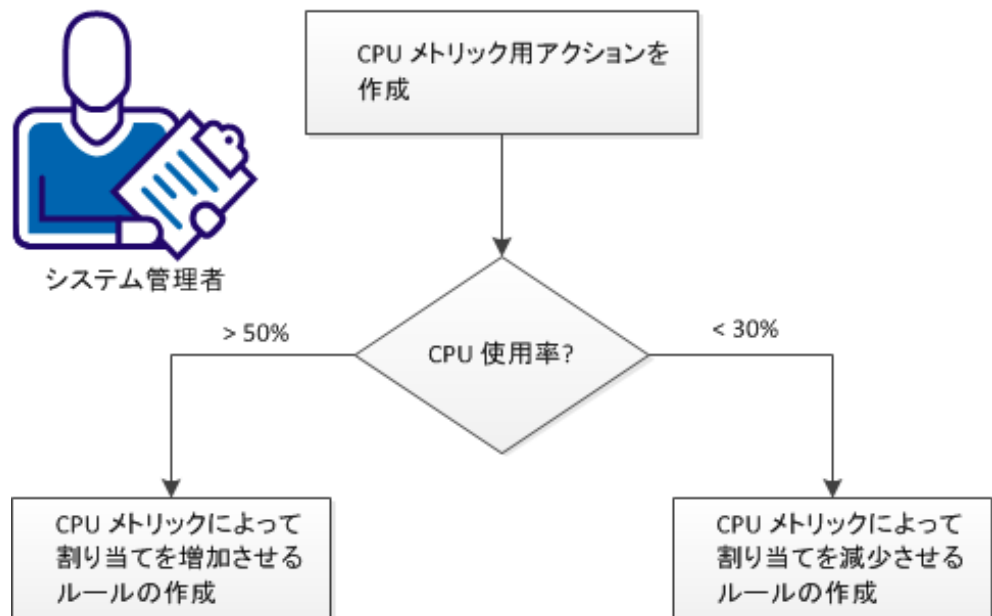 CPU メトリック用アクションを
作成
システム管理者
> 50%
CPU 使用率?
< 30%
CPU メトリックによって
割り当てを増加させる
ルールの作成
CPU メトリックによって
割り当てを減少させる
ルールの作成